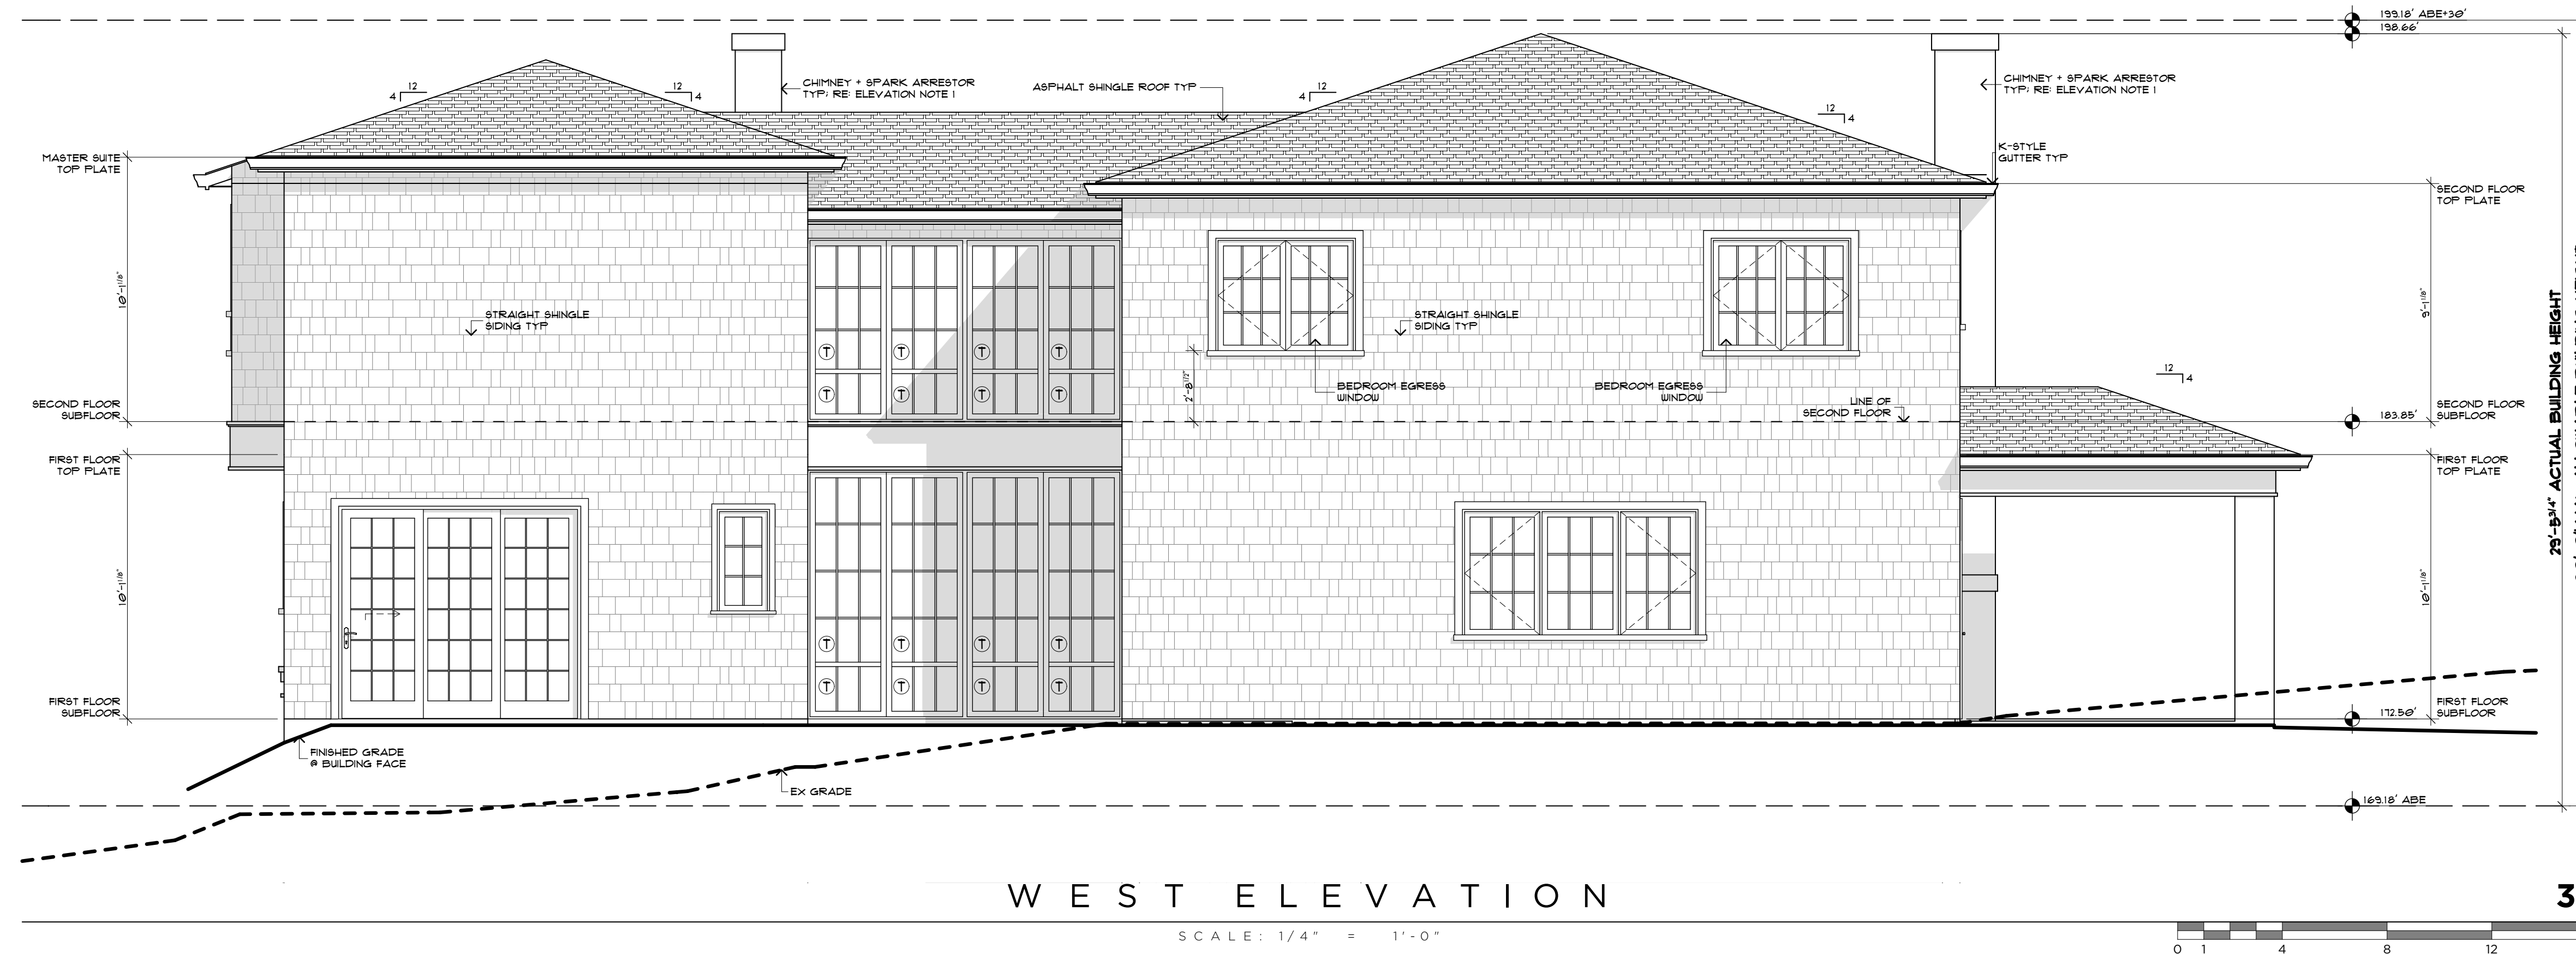 199.18' ABE+30'
198.66'
12
4
12
4
CHIMNEY + SPARK ARRESTOR
TYP; RE: ELEVATION NOTE 1
ASPHALT SHINGLE ROOF TYP
12
4
12
4
CHIMNEY + SPARK ARRESTOR
TYP; RE: ELEVATION NOTE 1
K-STYLE
GUTTER TYP
MASTER SUITE
TOP PLATE
SECOND FLOOR
TOP PLATE
10'-1 1/8"
9'-1 1/8"
STRAIGHT SHINGLE
SIDING TYP
STRAIGHT SHINGLE
SIDING TYP
T T T T
T T T T
2'-8 1/2"
BEDROOM EGRESS
WINDOW
BEDROOM EGRESS
WINDOW
12
4
LINE OF
SECOND FLOOR
SECOND FLOOR
SUBFLOOR
183.85'
SECOND FLOOR
SUBFLOOR
FIRST FLOOR
TOP PLATE
FIRST FLOOR
TOP PLATE
29'-5 3/4" ACTUAL BUILDING HEIGHT
10'-1 1/8"
10'-1 1/8"
T T T T
T T T T
FIRST FLOOR
SUBFLOOR
172.50'
FIRST FLOOR
SUBFLOOR
FINISHED GRADE
@ BUILDING FACE
EX GRADE
169.18' ABE
WEST ELEVATION
3
SCALE: 1/4" = 1'-0"
0 1 4 8 12